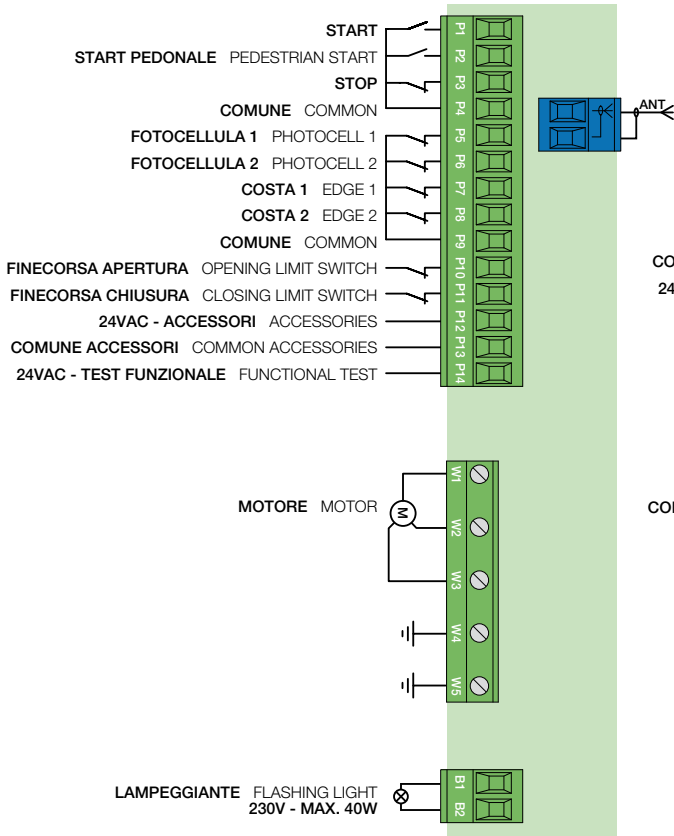 START
START PEDONALE PEDESTRIAN START
STOP
COMUNE COMMON
FOTOCELLULA 1 PHOTOCELL 1
FOTOCELLULA 2 PHOTOCELL 2
COSTA 1 EDGE 1
COSTA 2 EDGE 2
COMUNE COMMON
FINECORSA APERTURA OPENING LIMIT SWITCH
FINECORSA CHIUSURA CLOSING LIMIT SWITCH
24VAC - ACCESSORI ACCESSORIES
COMUNE ACCESSORI COMMON ACCESSORIES
24VAC - TEST FUNZIONALE FUNCTIONAL TEST
P1
P2
P3
P4
P5
P6
P7
P8
P9
P10
P11
P12
P13
P14
ANT
CO
24
MOTORE MOTOR
M
W1
W2
W3
W4
W5
CO
LAMPEGGIANTE FLASHING LIGHT
230V - MAX. 40W
B1
B2